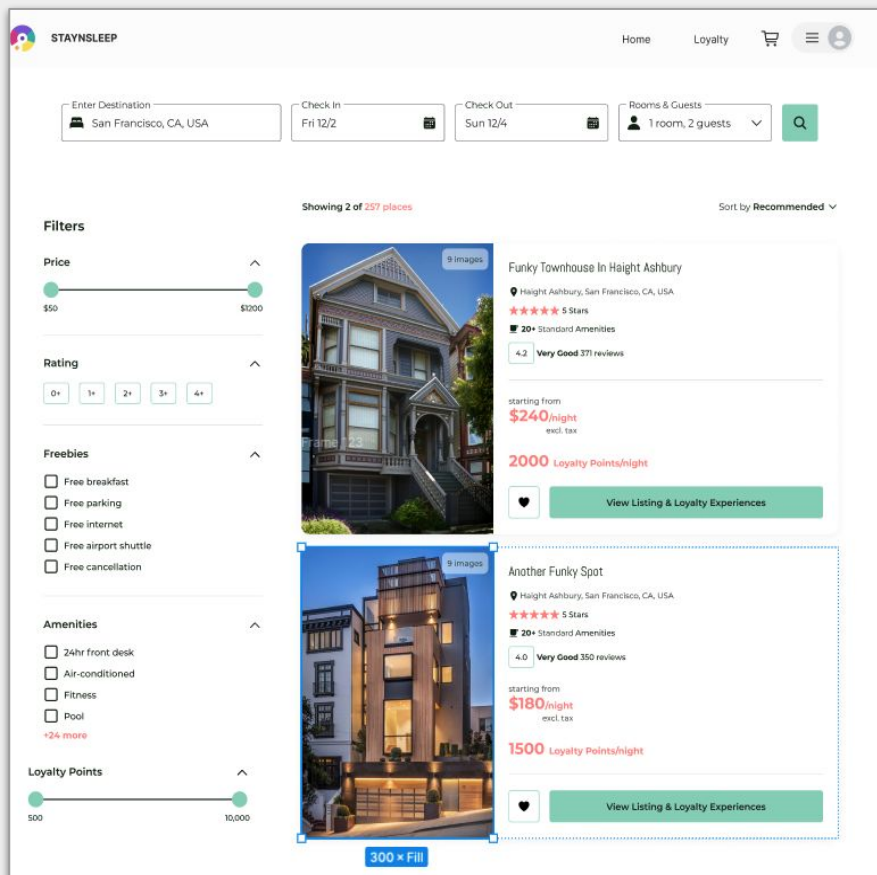 STAYNSLEEP
Home
Loyalty
Enter Destination
San Francisco, CA, USA
Check In
Fri 12/2
Check Out
Sun 12/4
Rooms & Guests
1 room, 2 guests
Showing 2 of 257 places
Sort by Recommended
Filters
Price
$50
$1200
Rating
0+
1+
2+
3+
4+
Freebies
Free breakfast
Free parking
Free internet
Free airport shuttle
Free cancellation
Amenities
24hr front desk
Air-conditioned
Fitness
Pool
+24 more
Loyalty Points
500
10,000
9 images
Frame 123
Funky Townhouse In Haight Ashbury
Haight Ashbury, San Francisco, CA, USA
5 Stars
20+ Standard Amenities
4.2 Very Good 371 reviews
starting from
$240/night
excl. tax
2000 Loyalty Points/night
View Listing & Loyalty Experiences
9 images
Another Funky Spot
Haight Ashbury, San Francisco, CA, USA
5 Stars
20+ Standard Amenities
4.0 Very Good 350 reviews
starting from
$180/night
excl. tax
1500 Loyalty Points/night
View Listing & Loyalty Experiences
300 × Fill